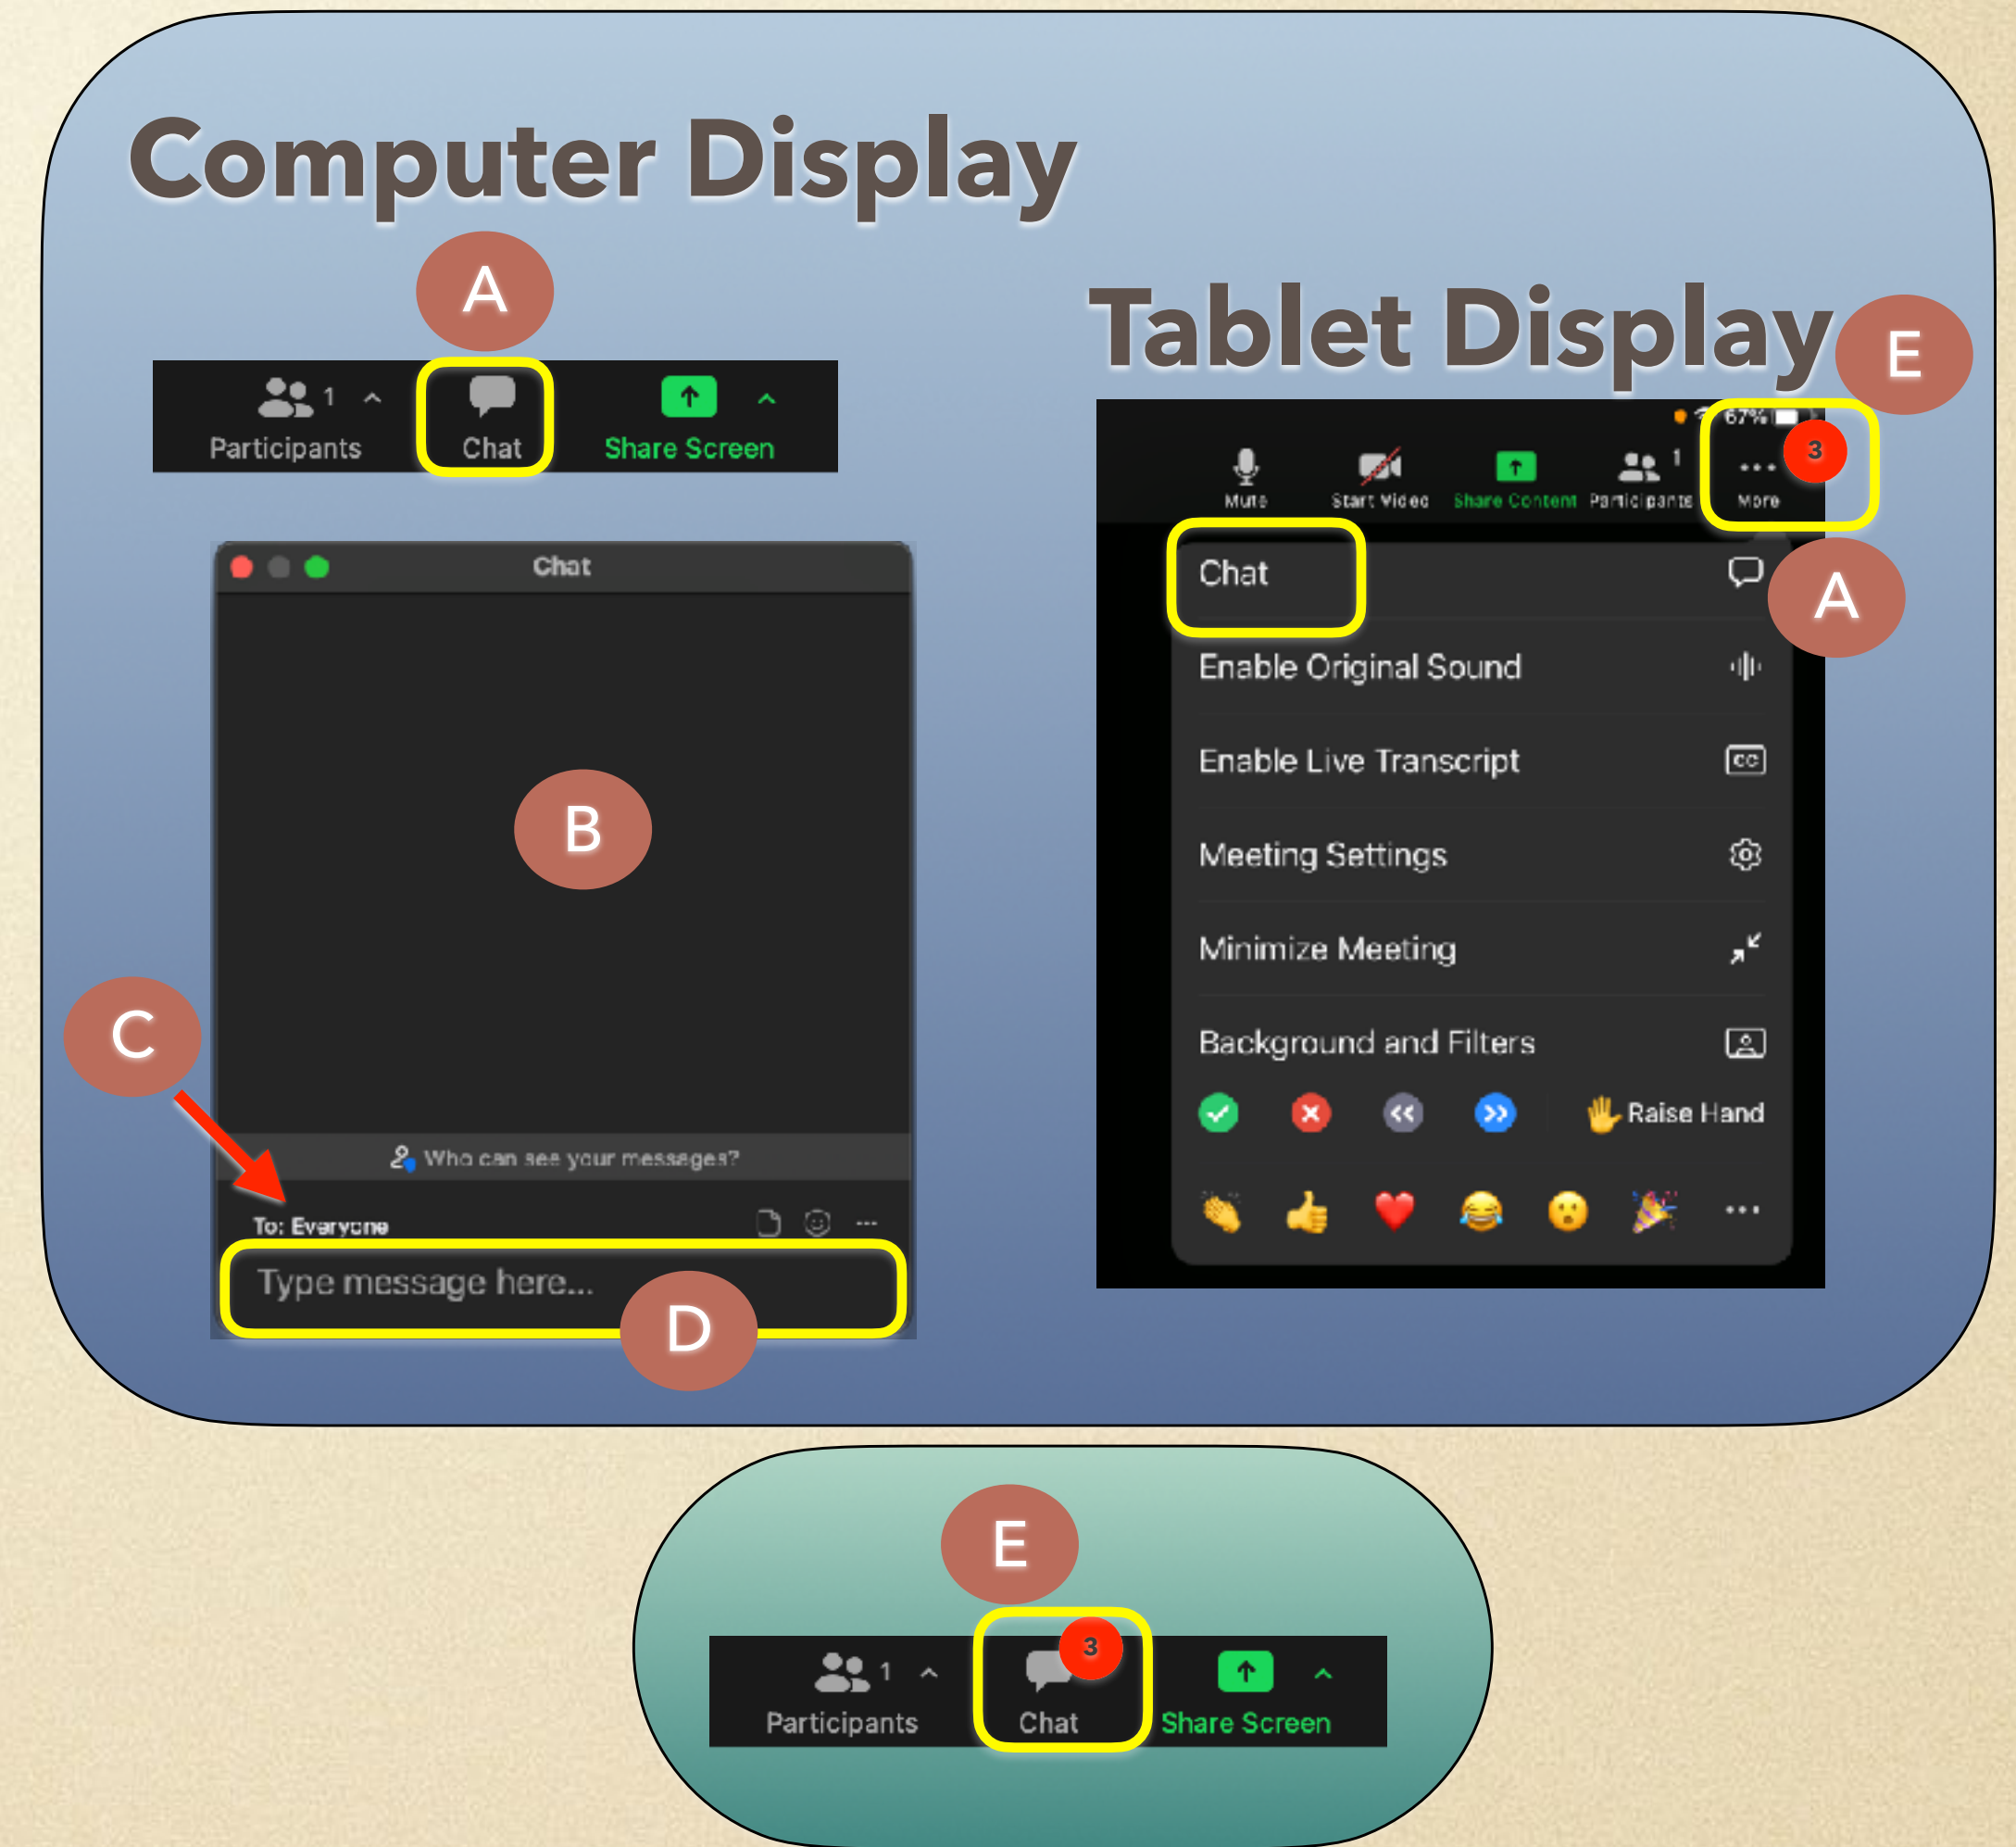 Computer Display
A
1
Participants
Chat
Share Screen
Chat
B
C
Who can see your messages?
To: Everyone
Type message here...
D
Tablet Display
E
67%
3
1
Mute
Start Video
Share Content
Participants
More
Chat
A
Enable Original Sound
Enable Live Transcript
CC
Meeting Settings
Minimize Meeting
Background and Filters
Raise Hand
E
3
1
Participants
Chat
Share Screen